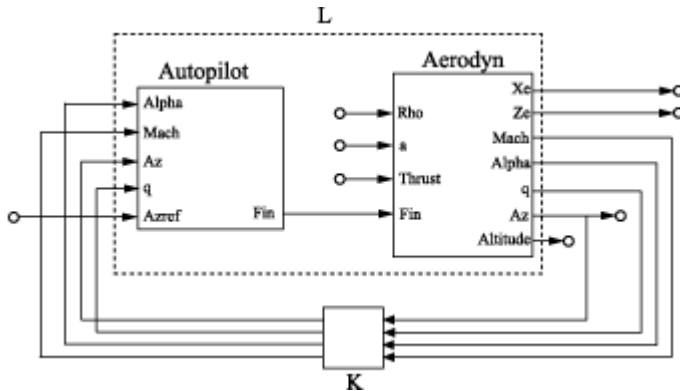 L
Autopilot
Alpha
Mach
Az
q
Azref
Fin
Aerodyn
Rho
a
Thrust
Fin
Xe
Ze
Mach
Alpha
q
Az
Altitude
K